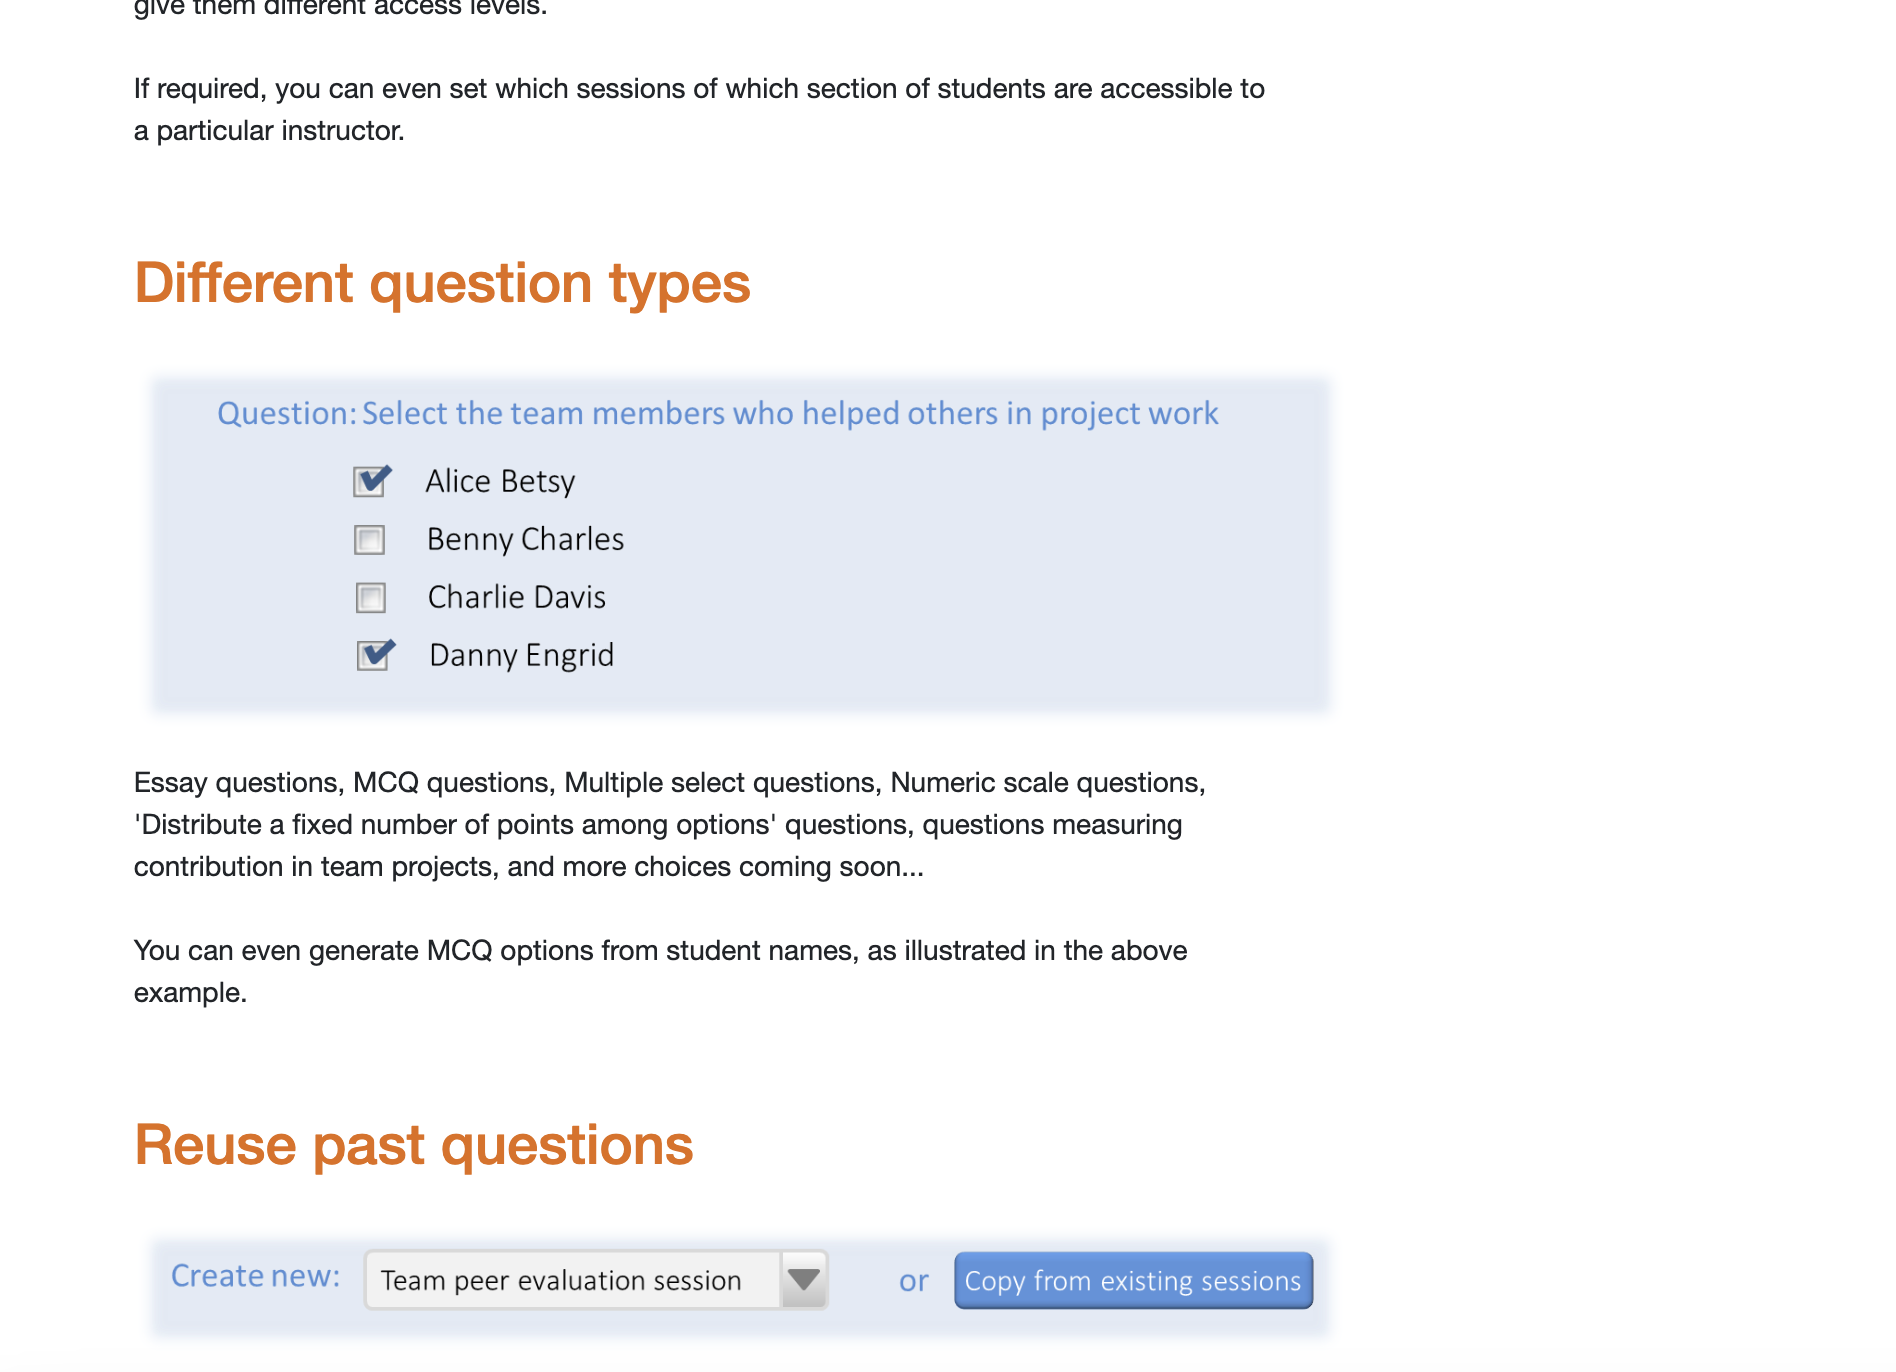 give them different access levels.
If required, you can even set which sessions of which section of students are accessible to
a particular instructor.
Different question types
Question: Select the team members who helped others in project work
Alice Betsy
Benny Charles
Charlie Davis
Danny Engrid
Essay questions, MCQ questions, Multiple select questions, Numeric scale questions,
'Distribute a fixed number of points among options' questions, questions measuring
contribution in team projects, and more choices coming soon...
You can even generate MCQ options from student names, as illustrated in the above
example.
Reuse past questions
Create new: Team peer evaluation session or Copy from existing sessions